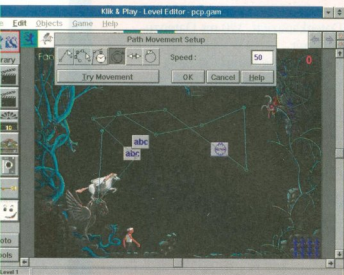 Klik & Play - Level Editor - pcp.gam
Edit Objects Game Help
Path Movement Setup
Speed: 50
Try Movement OK Cancel Help
0
abc
abc
Level 1